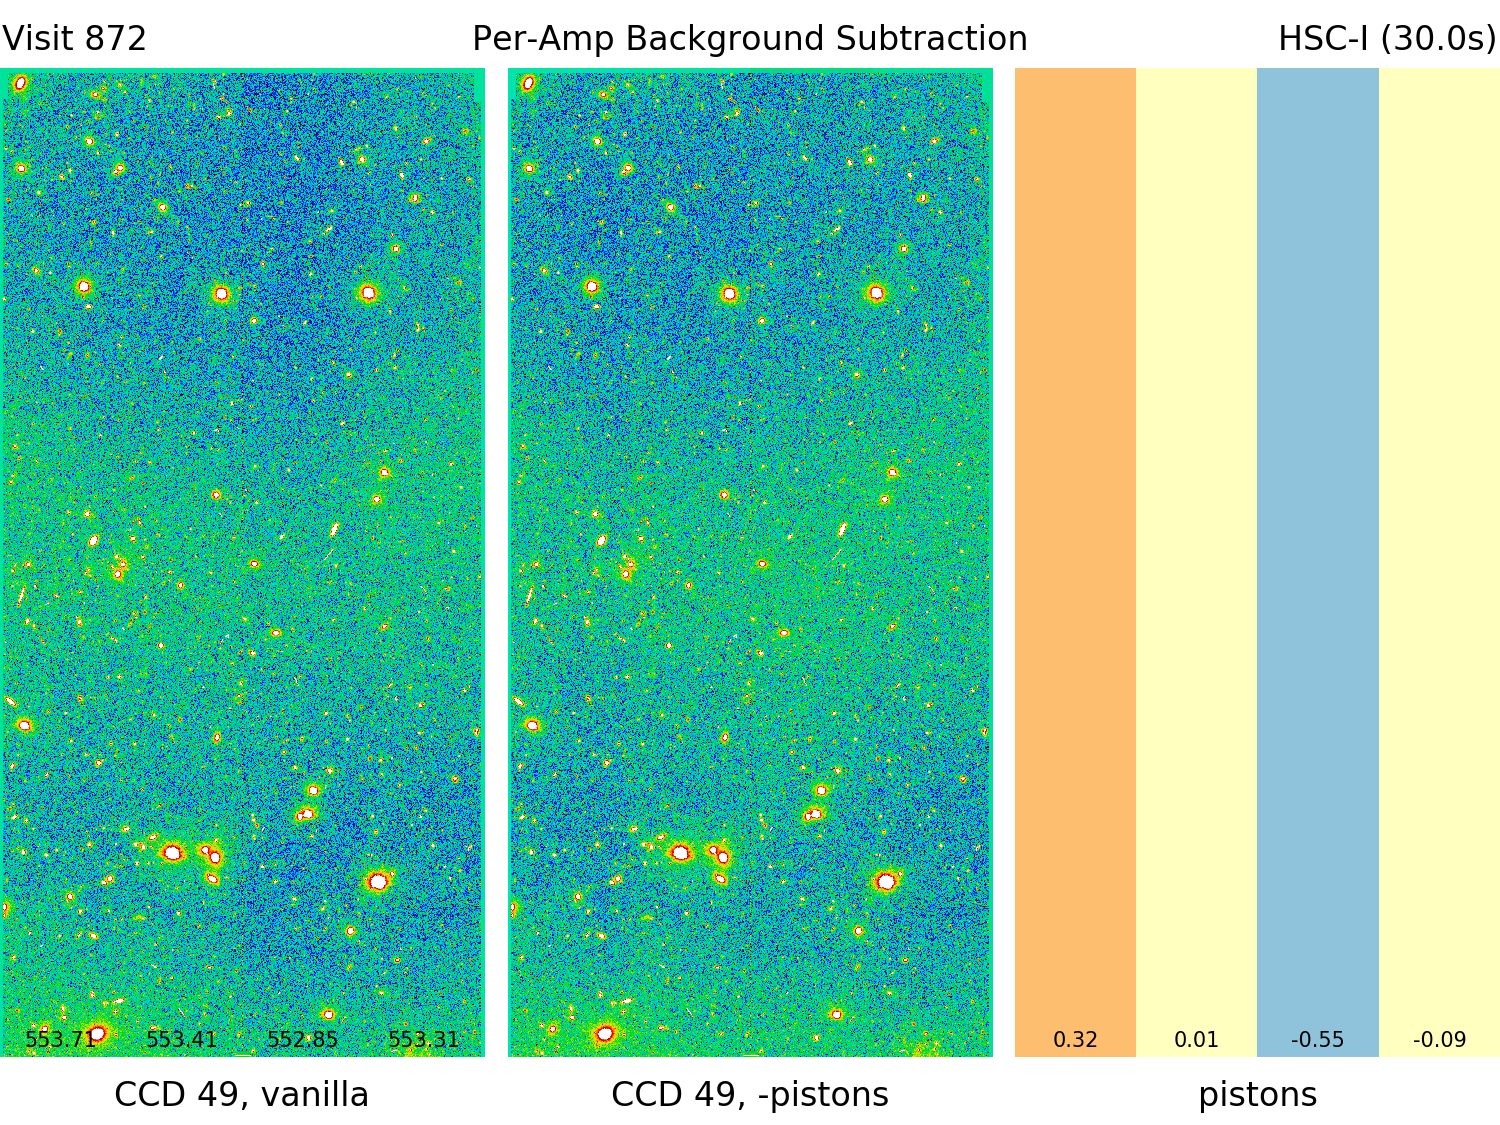 Visit 872 Per-Amp Background Subtraction HSC-I (30.0s)
553.71 553.41 552.85 553.31 0.32 0.01 -0.55 -0.09
CCD 49, vanilla CCD 49, -pistons pistons